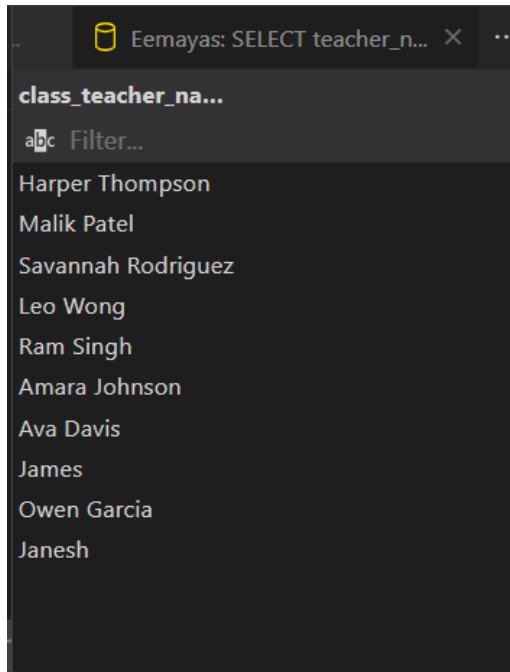 .. Eemayas: SELECT teacher_n... × ..
class_teacher_na...
abc Filter...
Harper Thompson
Malik Patel
Savannah Rodriguez
Leo Wong
Ram Singh
Amara Johnson
Ava Davis
James
Owen Garcia
Janesh